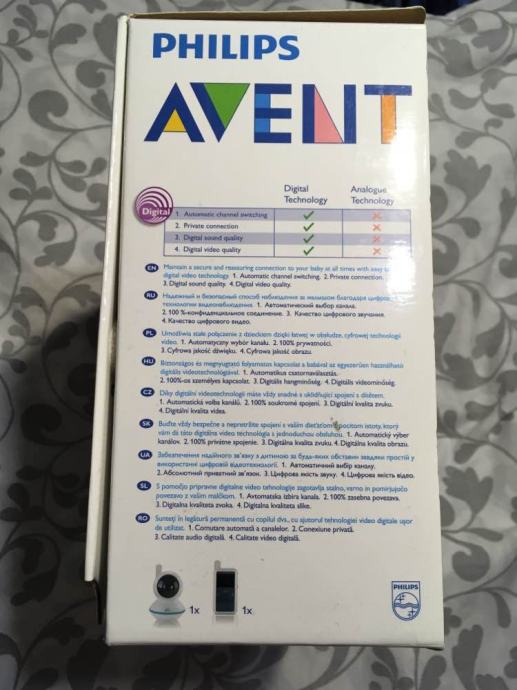 PHILIPS
AVENT
Digital Technology
Analogue Technology
Digital
1. Automatic channel switching
2. Private connection
3. Digital sound quality
4. Digital video quality
EN Maintain a secure and reassuring connection to your baby at all times with easy to
digital video technology 1. Automatic channel switching. 2. Private connection.
3. Digital sound quality. 4. Digital video quality.
RU Надежный и безопасный способ наблюдения за малышом благодаря
технологии видеонаблюдения 1. Автоматический выбор канала.
2. 100 %-конфиденциальное соединение. 3. Качество цифрового звучания.
4. Качество цифрового видео.
PL Umożliwia stałe połączenie z dzieckiem dzięki łatwej w obsłudze, cyfrowej technologii
video. 1. Automatyczny wybór kanału. 2. 100% prywatności.
3. Cyfrowa jakość dźwięku. 4. Cyfrowa jakość obrazu.
HU Biztonságos és megnyugtató folyamatos kapcsolat a babával az egyszerűen használható
digitális videotechnológiával. 1. Automatikus csatornaválasztás.
2. 100%-os személyes kapcsolat. 3. Digitális hangminőség. 4. Digitális videominőség.
CZ Díky digitální videotechnologii máte vždy snadné a uklidňující spojení s dítětem.
1. Automatická volba kanálů. 2. 100% soukromé spojení. 3. Digitální kvalita zvuku.
4. Digitální kvalita videa.
SK Buďte vždy bezpečne a nepretržite spojení s vaším dieťaťom pocitom istoty, ktorý
vám dá táto digitálna video technológia s jednoduchou obsluhou. 1. Automatický výber
kanálov. 2. 100% privátne spojenie. 3. Digitálna kvalita zvuku. 4. Digitálna kvalita obrazu.
UA Забезпечення надійного зв'язку з дитиною за будь-яких обставин завдяки простій у
використанні цифровій відеотехнології. 1. Автоматичний вибір каналу.
2. Абсолютний приватний зв'язок. 3. Цифрова якість звуку. 4. Цифрова якість відео.
SL S pomočjo pripravne digitalne video tehnologije zagotavlja stalno, varno in pomirjujočo
povezavo z vašim malčkom. 1. Avtomatska izbira kanala. 2. 100% zasebna povezava.
3. Digitalna kvaliteta zvoka. 4. Digitalna kvaliteta slike.
RO Sunteți în legătură permanentă cu copilul dvs., cu ajutorul tehnologiei video digitale ușor
de utilizat. 1. Comutare automată a canalelor. 2. Conexiune privată.
3. Calitate audio digitală. 4. Calitate video digitală.
1x
1x
PHILIPS